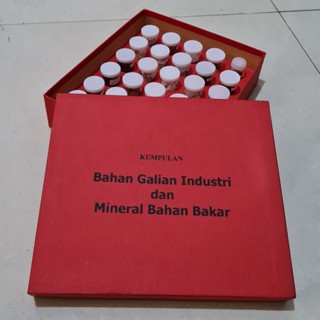 KUMPULAN
Bahan Galian Industri
dan
Mineral Bahan Bakar